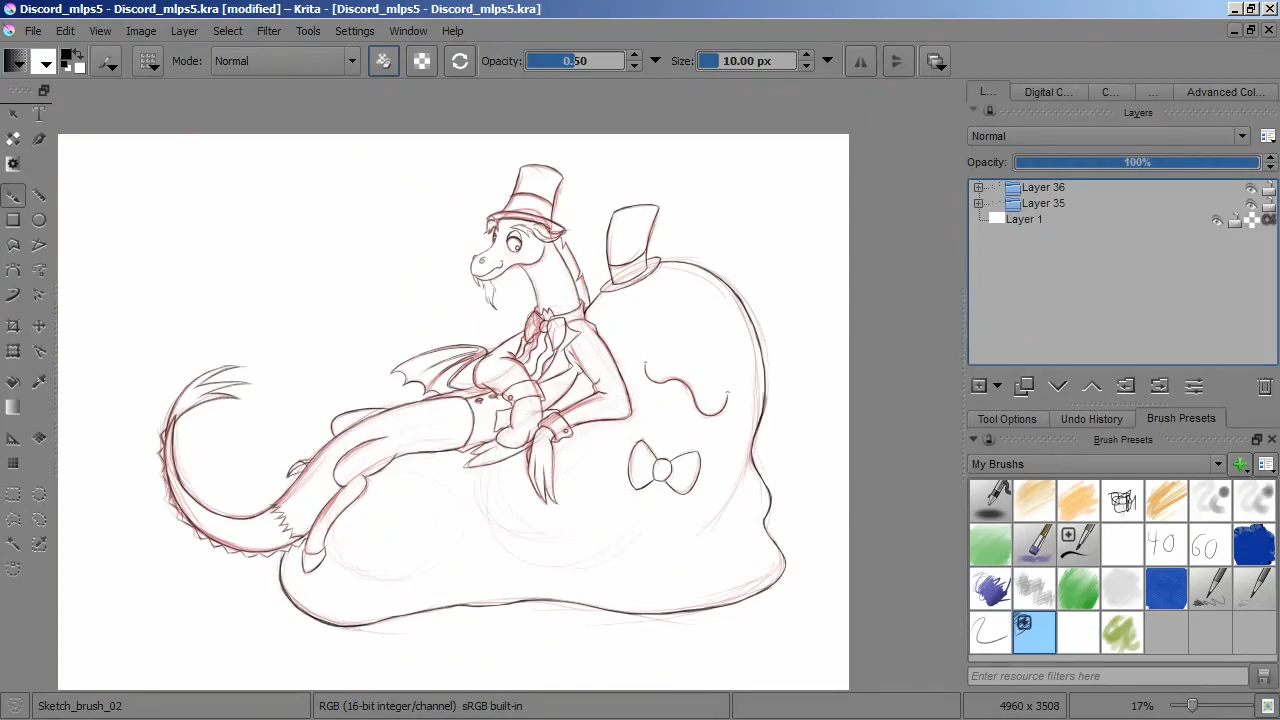 Discord_mlps5 - Discord_mlps5.kra [modified] – Krita - [Discord_mlps5 - Discord_mlps5.kra]
File Edit View Image Layer Select Filter Tools Settings Window Help
Mode: Normal Opacity: 0.50 Size: 10.00 px
L... Digital C... C... ... Advanced Col...
Layers
Normal
Opacity: 100%
Layer 36
Layer 35
Layer 1
Tool Options Undo History Brush Presets
Brush Presets
My Brushes
40 60
Enter resource filters here
Sketch_brush_02 RGB (16-bit integer/channel) sRGB built-in 4960 x 3508 17%